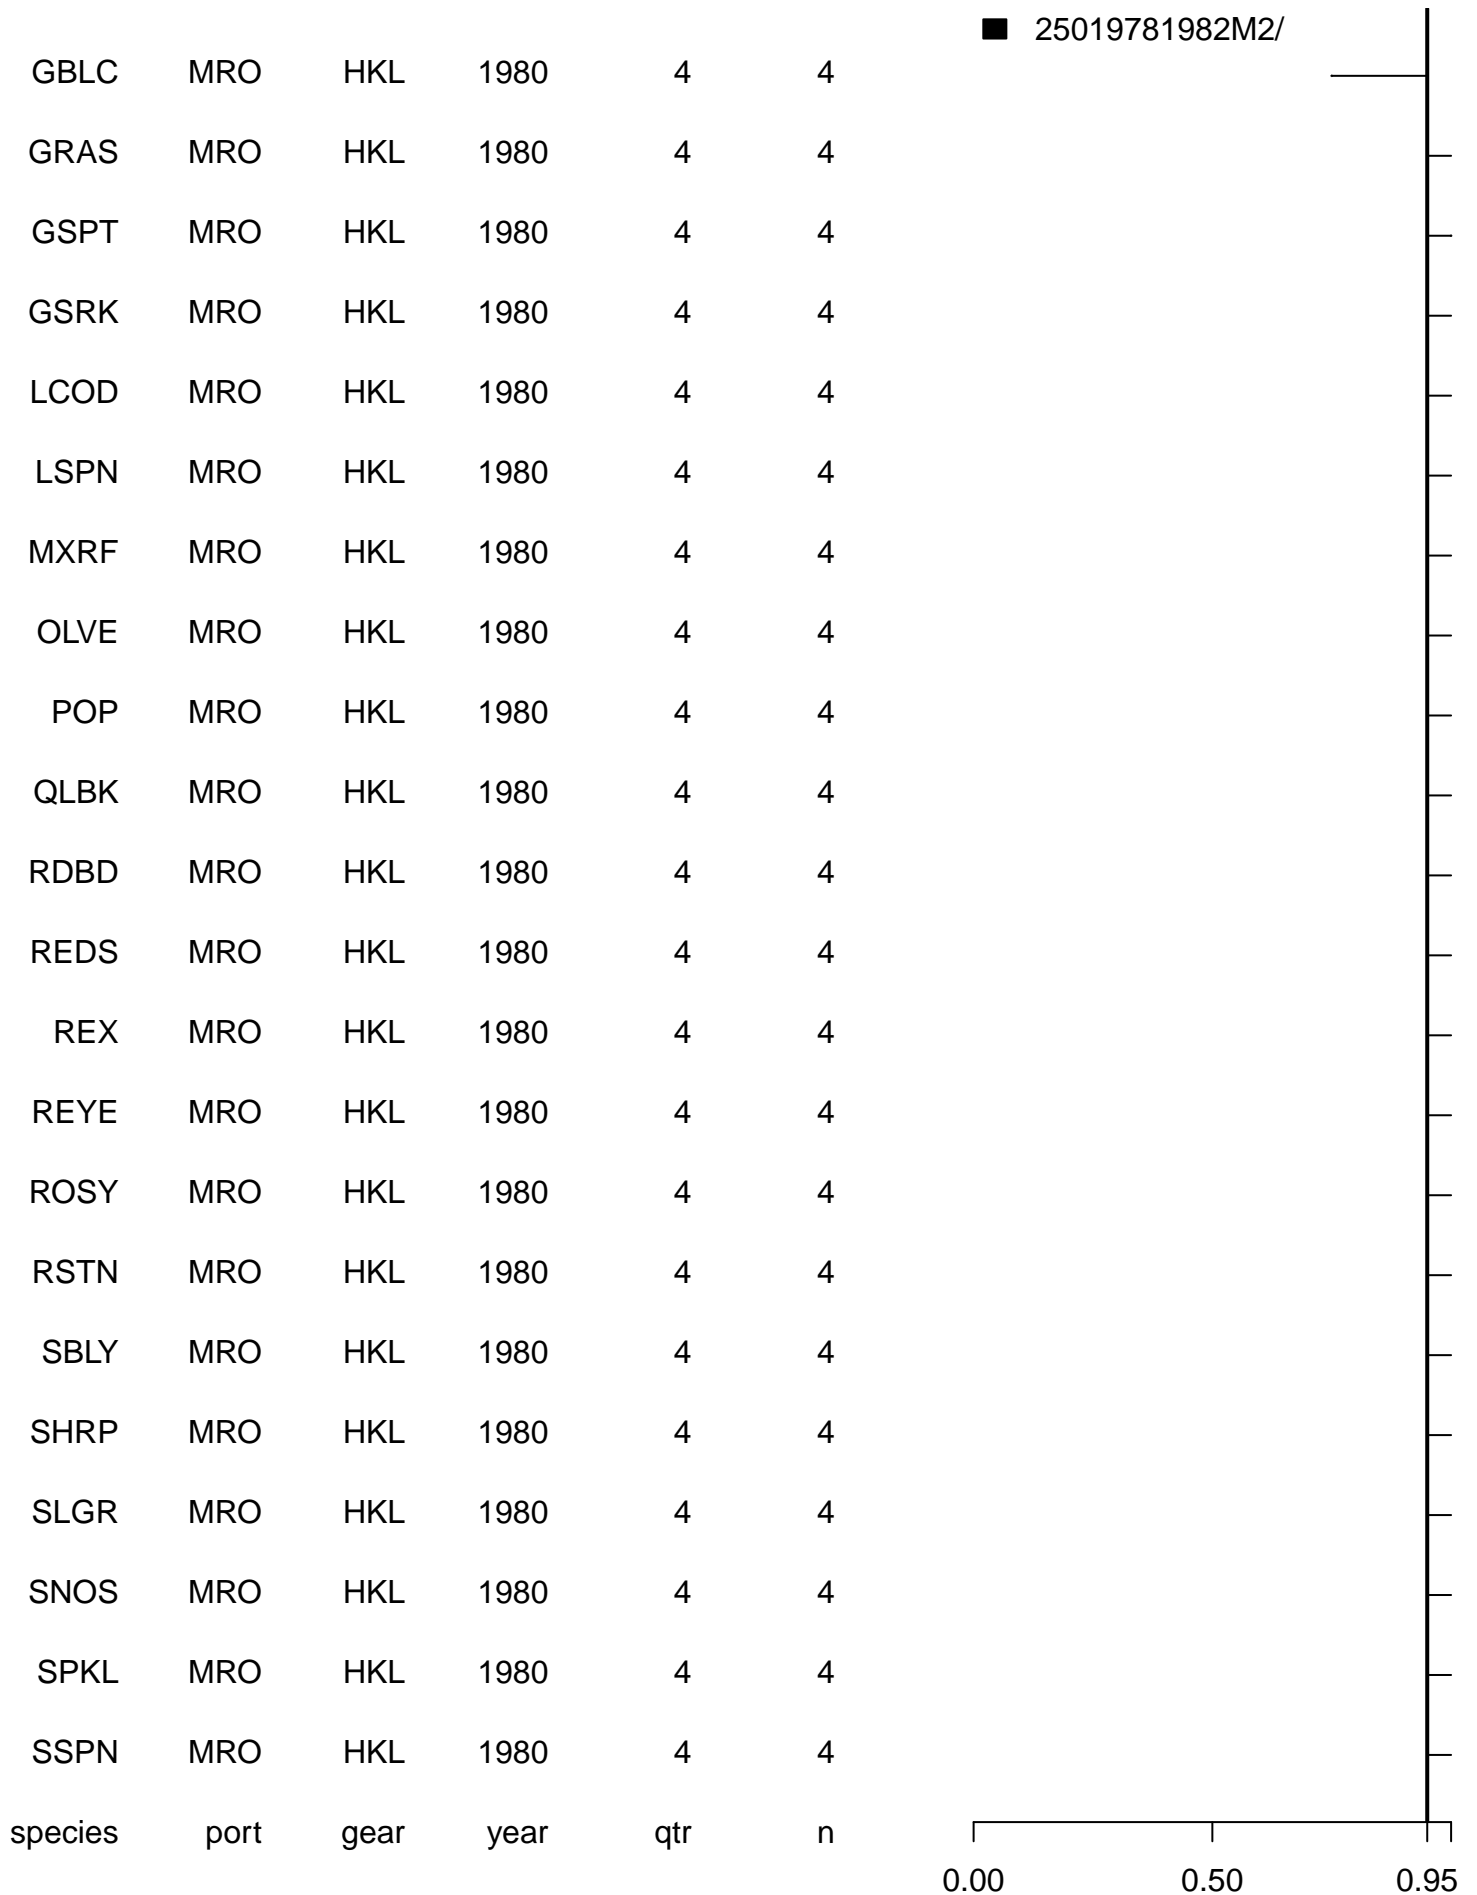 25019781982M2/
GBLC MRO HKL 1980 4 4
GRAS MRO HKL 1980 4 4
GSPT MRO HKL 1980 4 4
GSRK MRO HKL 1980 4 4
LCOD MRO HKL 1980 4 4
LSPN MRO HKL 1980 4 4
MXRF MRO HKL 1980 4 4
OLVE MRO HKL 1980 4 4
POP MRO HKL 1980 4 4
QLBK MRO HKL 1980 4 4
RDBD MRO HKL 1980 4 4
REDS MRO HKL 1980 4 4
REX MRO HKL 1980 4 4
REYE MRO HKL 1980 4 4
ROSY MRO HKL 1980 4 4
RSTN MRO HKL 1980 4 4
SBLY MRO HKL 1980 4 4
SHRP MRO HKL 1980 4 4
SLGR MRO HKL 1980 4 4
SNOS MRO HKL 1980 4 4
SPKL MRO HKL 1980 4 4
SSPN MRO HKL 1980 4 4
species port gear year qtr n
0.00 0.50 0.95